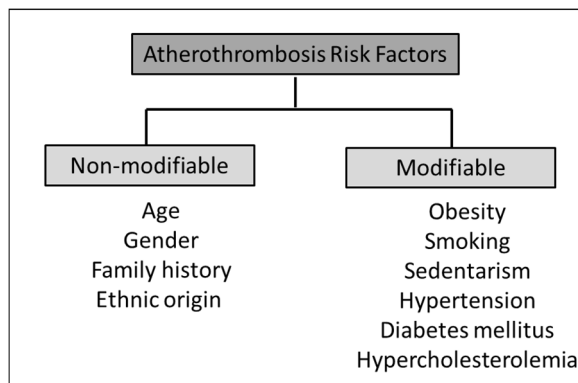 Atherothrombosis Risk Factors
Non-modifiable
Age
Gender
Family history
Ethnic origin
Modifiable
Obesity
Smoking
Sedentarism
Hypertension
Diabetes mellitus
Hypercholesterolemia